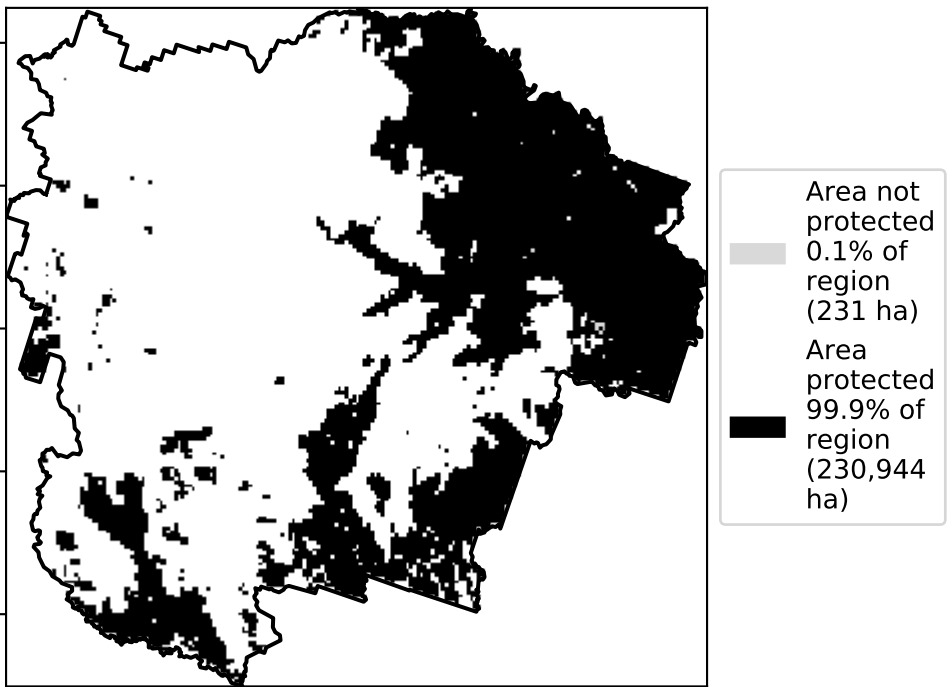 Area not
protected
0.1% of
region
(231 ha)
Area
protected
99.9% of
region
(230,944
ha)